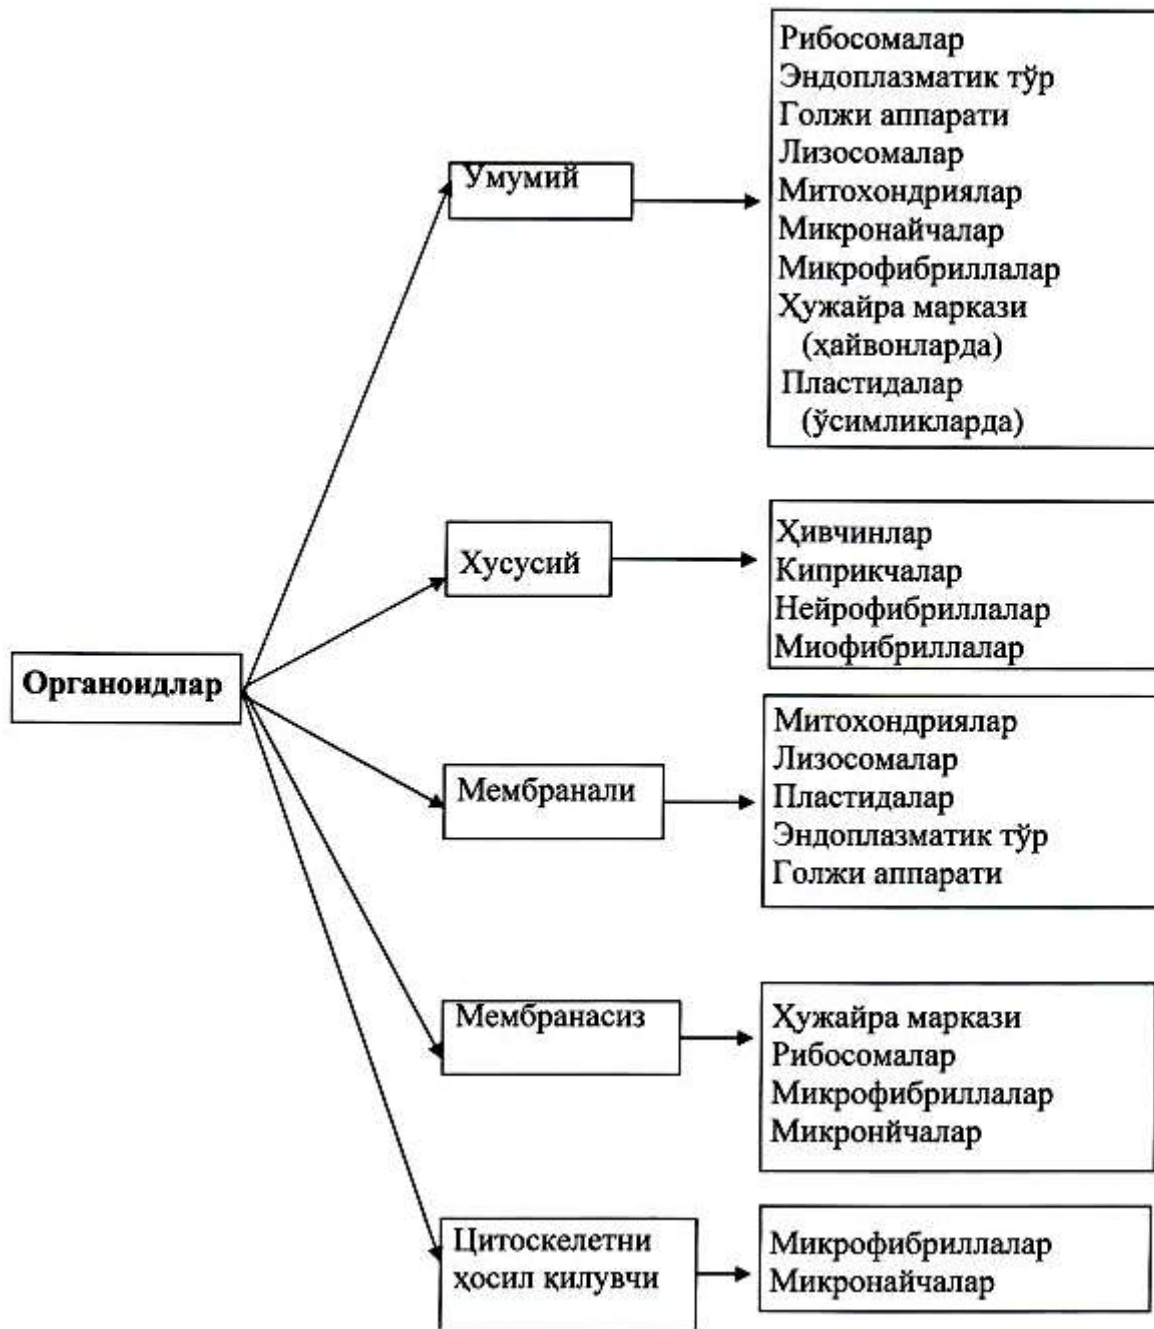 Органоидлар
Умумий
Рибосомалар
Эндоплазматик тўр
Голжи аппарати
Лизосомалар
Митохондриялар
Микронайчалар
Микрофибриллалар
Ҳужайра маркази
(ҳайвонларда)
Пластидалар
(ўсимликларда)
Хусусий
Ҳивчинлар
Киприкчалар
Нейрофибриллалар
Миофибриллалар
Мембранали
Митохондриялар
Лизосомалар
Пластидалар
Эндоплазматик тўр
Голжи аппарати
Мембранасиз
Ҳужайра маркази
Рибосомалар
Микрофибриллалар
Микронйчалар
Цитоскелетни
ҳосил қилувчи
Микрофибриллалар
Микронайчалар